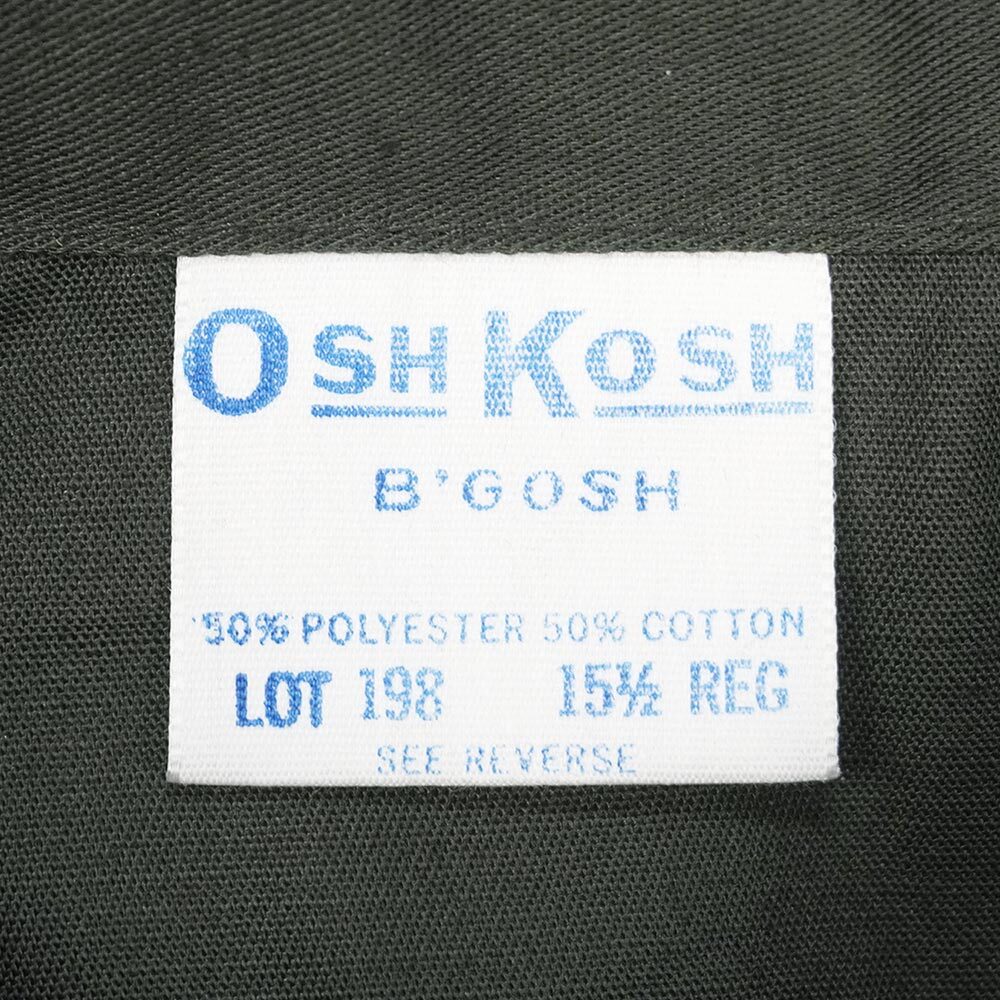 OSH KOSH
B'GOSH
50% POLYESTER 50% COTTON
LOT 198 15½ REG
SEE REVERSE